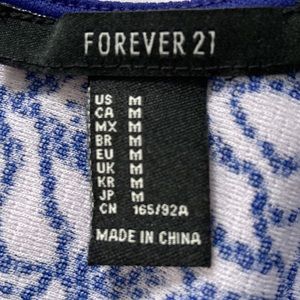 FOREVER 21
US M
CA M
MX M
BR M
EU M
UK M
KR M
JP M
CN 165/92A
MADE IN CHINA